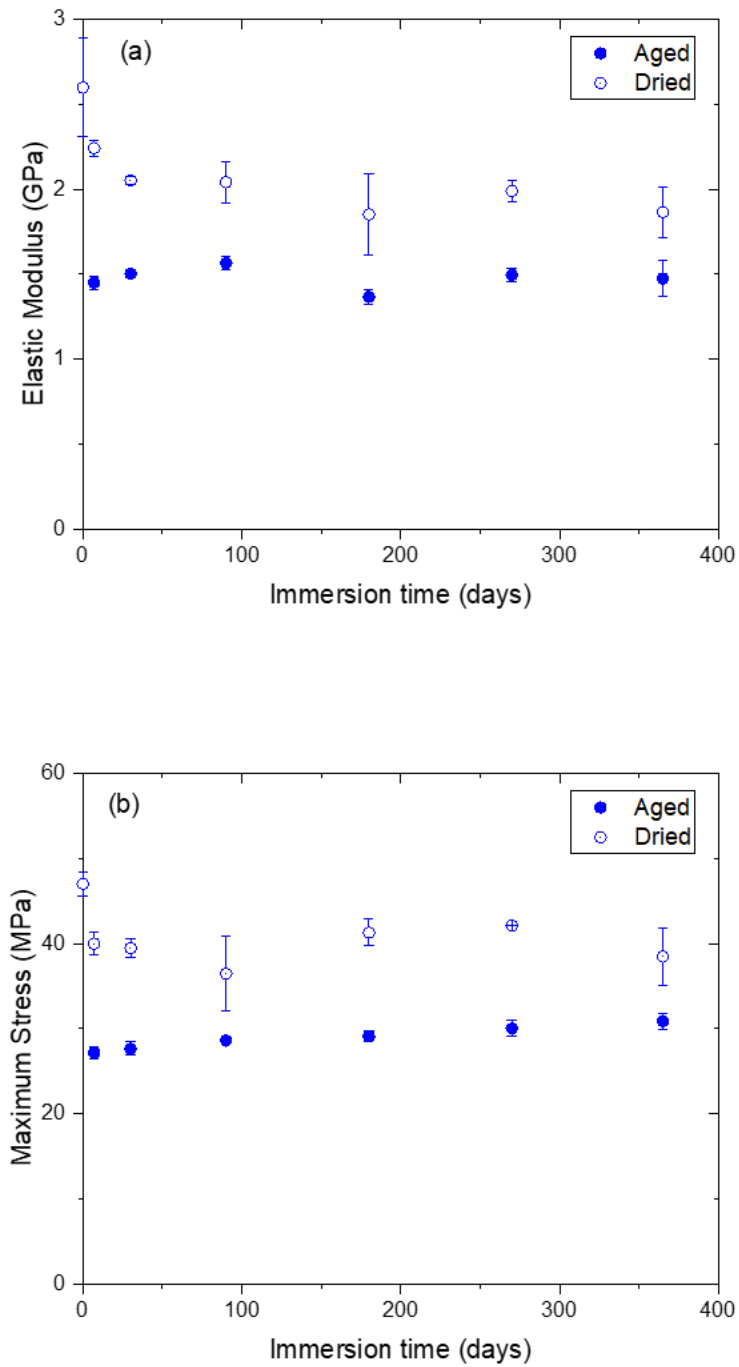 (a)
Aged
Dried
3
2
1
0
Elastic Modulus (GPa)
0 100 200 300 400
Immersion time (days)
(b)
Aged
Dried
60
40
20
0
Maximum Stress (MPa)
0 100 200 300 400
Immersion time (days)